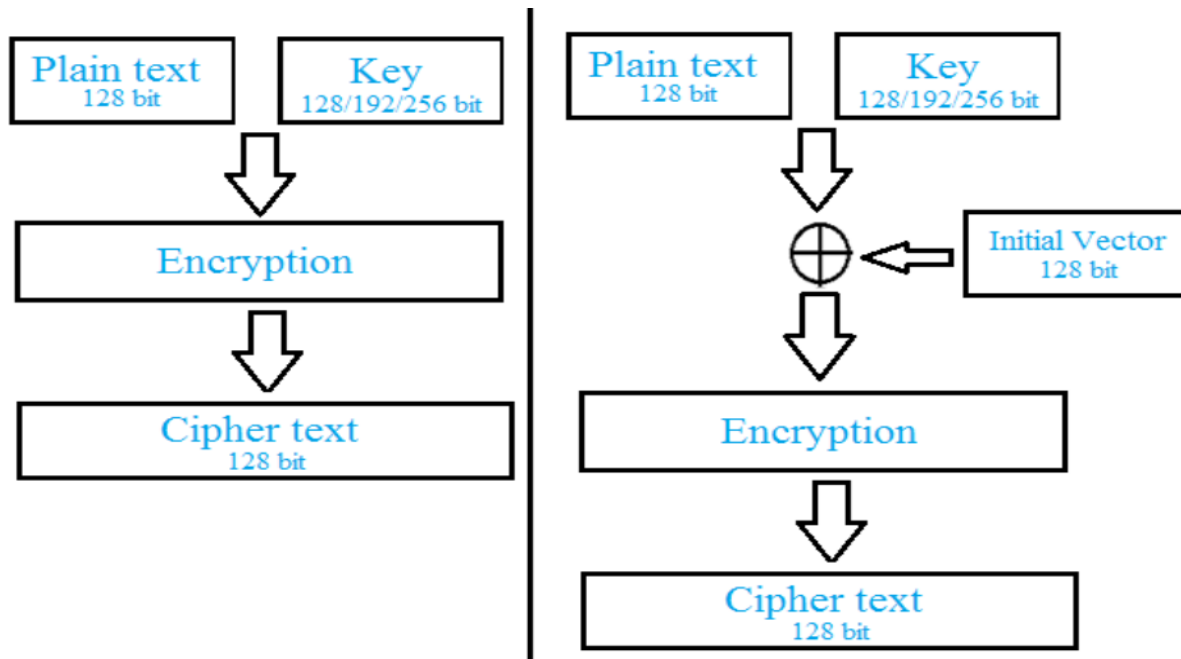 Plain text
128 bit
Key
128/192/256 bit
Encryption
Cipher text
128 bit
Plain text
128 bit
Key
128/192/256 bit
Initial Vector
128 bit
Encryption
Cipher text
128 bit